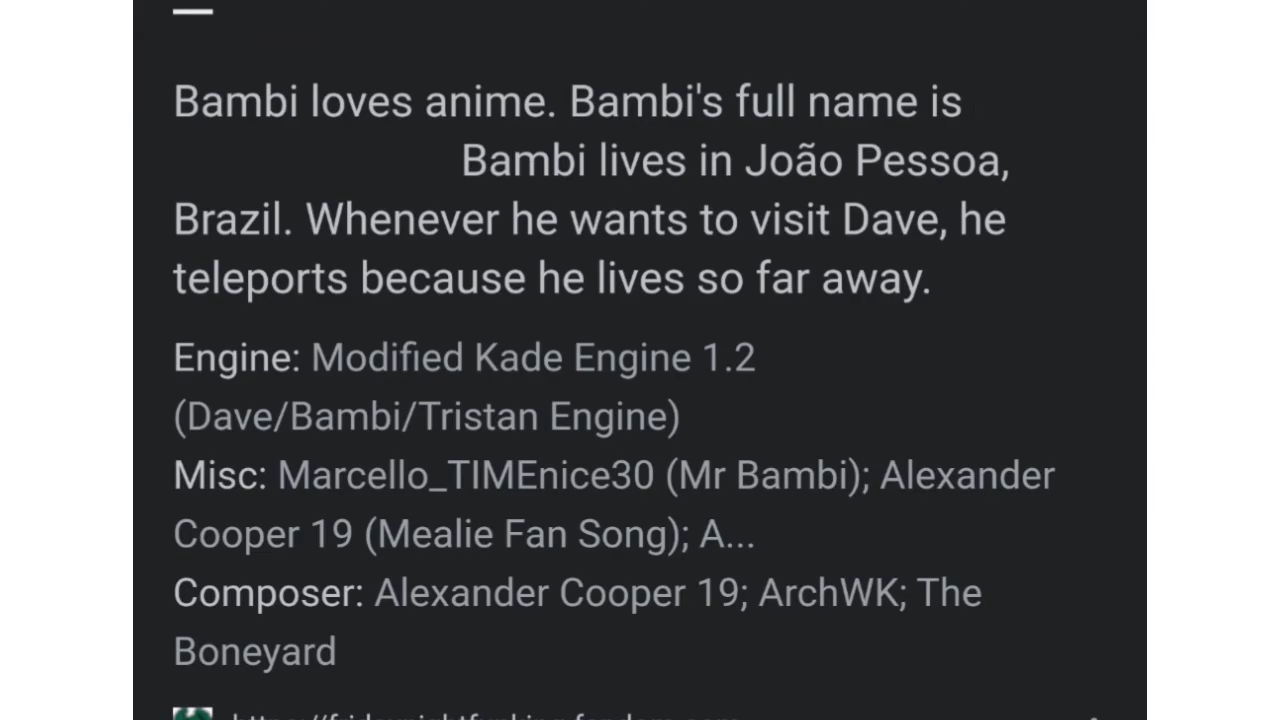 Bambi loves anime. Bambi's full name is
Bambi lives in João Pessoa,
Brazil. Whenever he wants to visit Dave, he
teleports because he lives so far away.
Engine: Modified Kade Engine 1.2
(Dave/Bambi/Tristan Engine)
Misc: Marcello_TIMEnice30 (Mr Bambi); Alexander
Cooper 19 (Mealie Fan Song); A...
Composer: Alexander Cooper 19; ArchWK; The
Boneyard